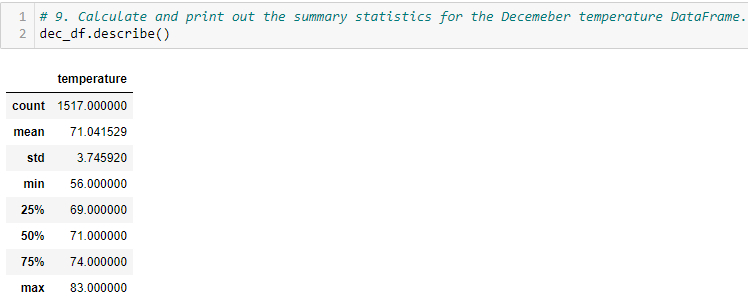 1 # 9. Calculate and print out the summary statistics for the Decemeber temperature DataFrame.
2 dec_df.describe()
temperature
count 1517.000000
mean 71.041529
std 3.745920
min 56.000000
25% 69.000000
50% 71.000000
75% 74.000000
max 83.000000